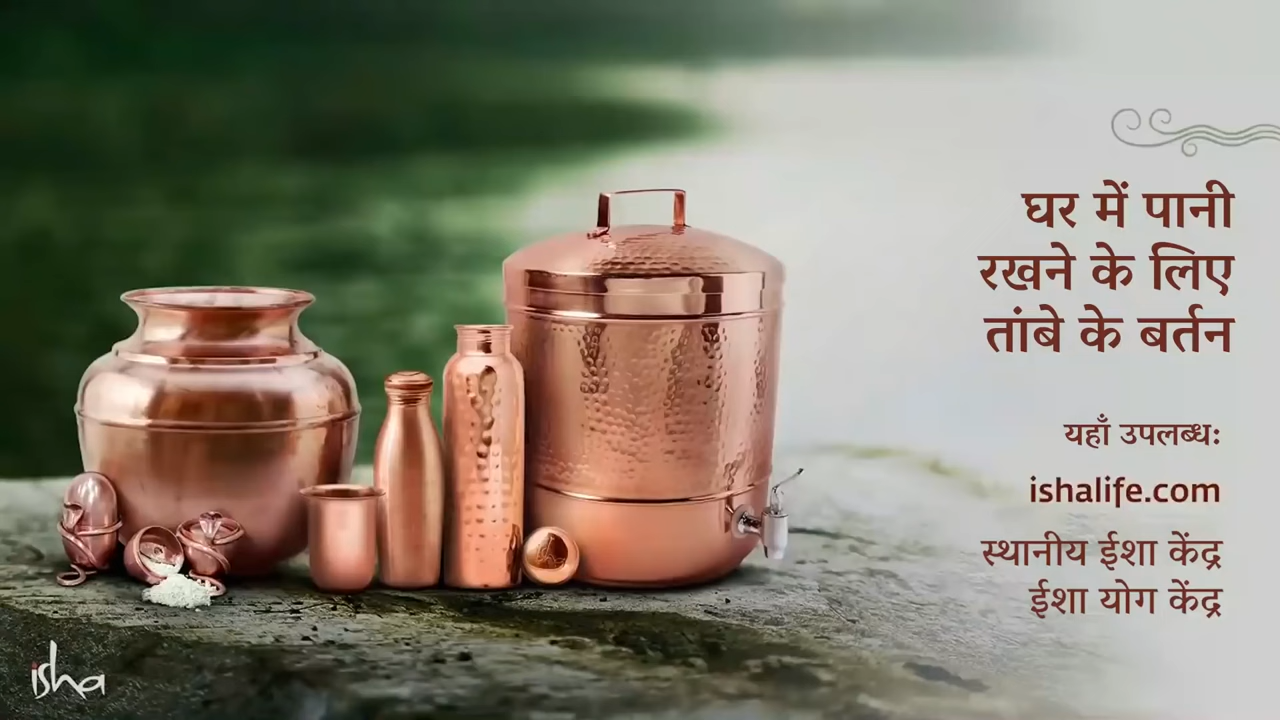 घर में पानी
रखने के लिए
तांबे के बर्तन
यहाँ उपलब्ध:
ishalife.com
स्थानीय ईशा केंद्र
ईशा योग केंद्र
isha